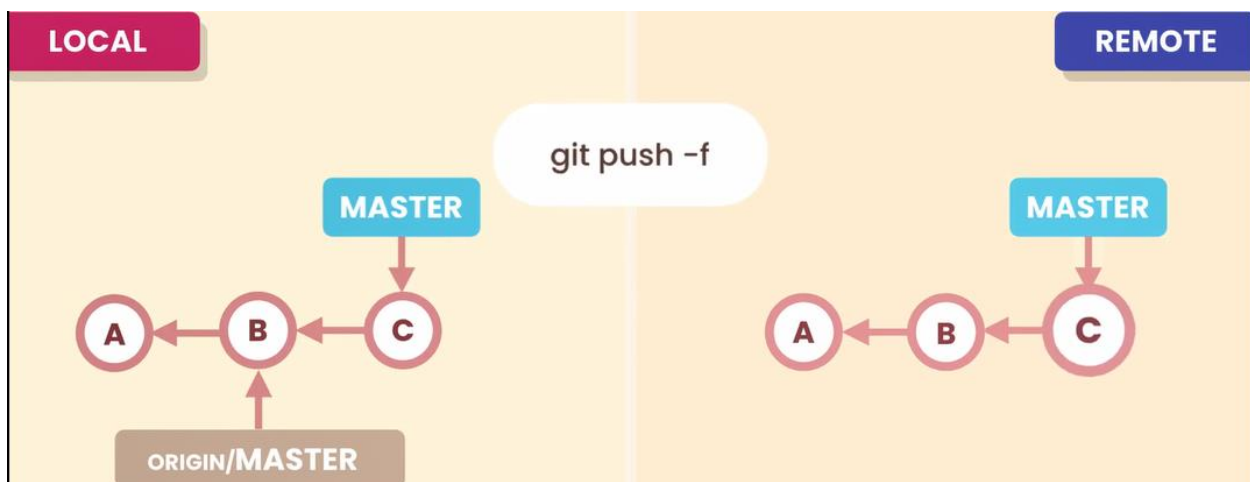 LOCAL
REMOTE
git push -f
MASTER
MASTER
A
B
C
A
B
C
ORIGIN/MASTER